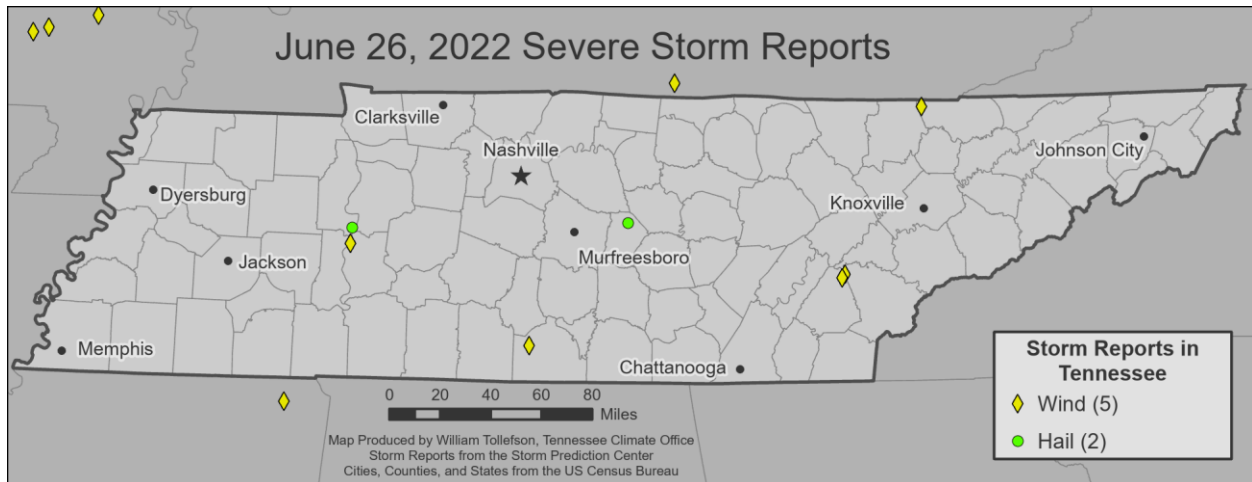 June 26, 2022 Severe Storm Reports
Clarksville
Nashville
Johnson City
Dyersburg
Knoxville
Murfreesboro
Jackson
Memphis
Chattanooga
0 20 40 60 80
Miles
Map Produced by William Tollefson, Tennessee Climate Office
Storm Reports from the Storm Prediction Center
Cities, Counties, and States from the US Census Bureau
Storm Reports in
Tennessee
Wind (5)
Hail (2)